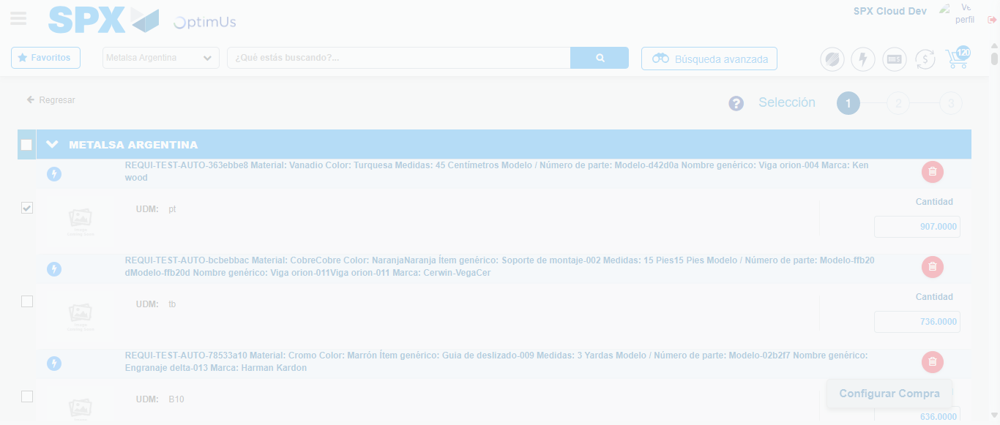 SPX
OptimUs
SPX Cloud Dev
Ve
perfil
Favoritos
Metalsa Argentina
¿Qué estás buscando?...
Búsqueda avanzada
120
Regresar
?
Selección
1
2
3
METALSA ARGENTINA
REQUI-TEST-AUTO-363ebbe8 Material: Vanadio Color: Turquesa Medidas: 45 Centímetros Modelo / Número de parte: Modelo-d42d0a Nombre genérico: Viga orion-004 Marca: Ken
wood
UDM: pt
Cantidad
907.0000
REQUI-TEST-AUTO-bcbebbac Material: CobreCobre Color: NaranjaNaranja Ítem genérico: Soporte de montaje-002 Medidas: 15 Pies15 Pies Modelo / Número de parte: Modelo-ffb20
dModelo-ffb20d Nombre genérico: Viga orion-011Viga orion-011 Marca: Cerwin-VegaCer
UDM: tb
Cantidad
736.0000
REQUI-TEST-AUTO-78533a10 Material: Cromo Color: Marrón Ítem genérico: Guia de deslizado-009 Medidas: 3 Yardas Modelo / Número de parte: Modelo-02b2f7 Nombre genérico:
Engranaje delta-013 Marca: Harman Kardon
UDM: B10
Configurar Compra
636.0000